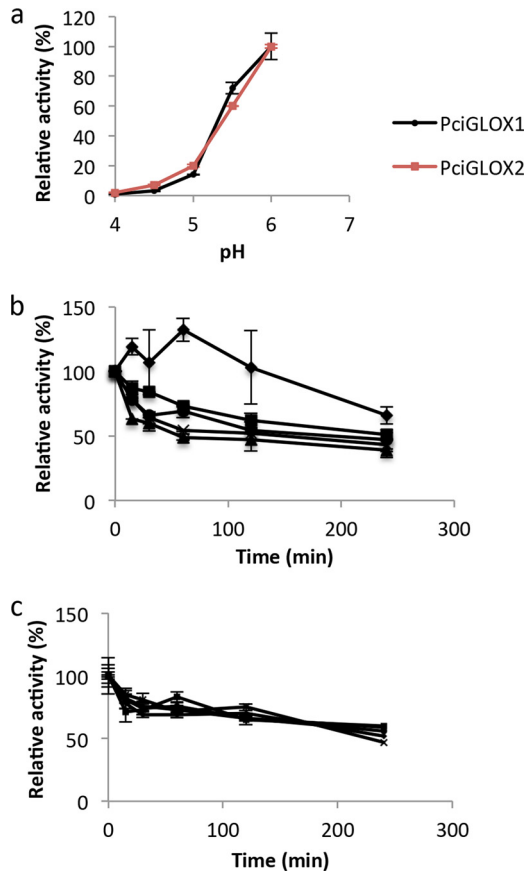 a
Relative activity (%)
120
100
80
60
40
20
0
4 5 6 7
pH
PciGLOX1
PciGLOX2
b
Relative activity (%)
150
100
50
0
0 100 200 300
Time (min)
c
Relative activity (%)
150
100
50
0
0 100 200 300
Time (min)